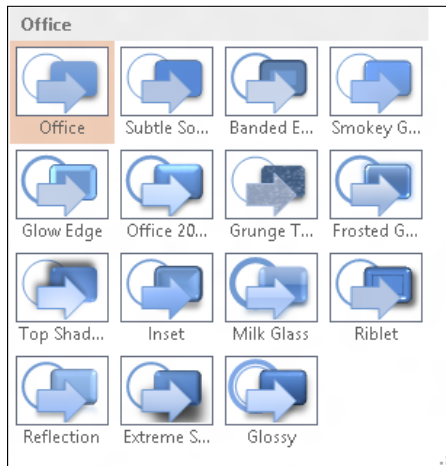 Office
Office Subtle So... Banded E... Smokey G...
Glow Edge Office 20... Grunge T... Frosted G...
Top Shad... Inset Milk Glass Riblet
Reflection Extreme S... Glossy